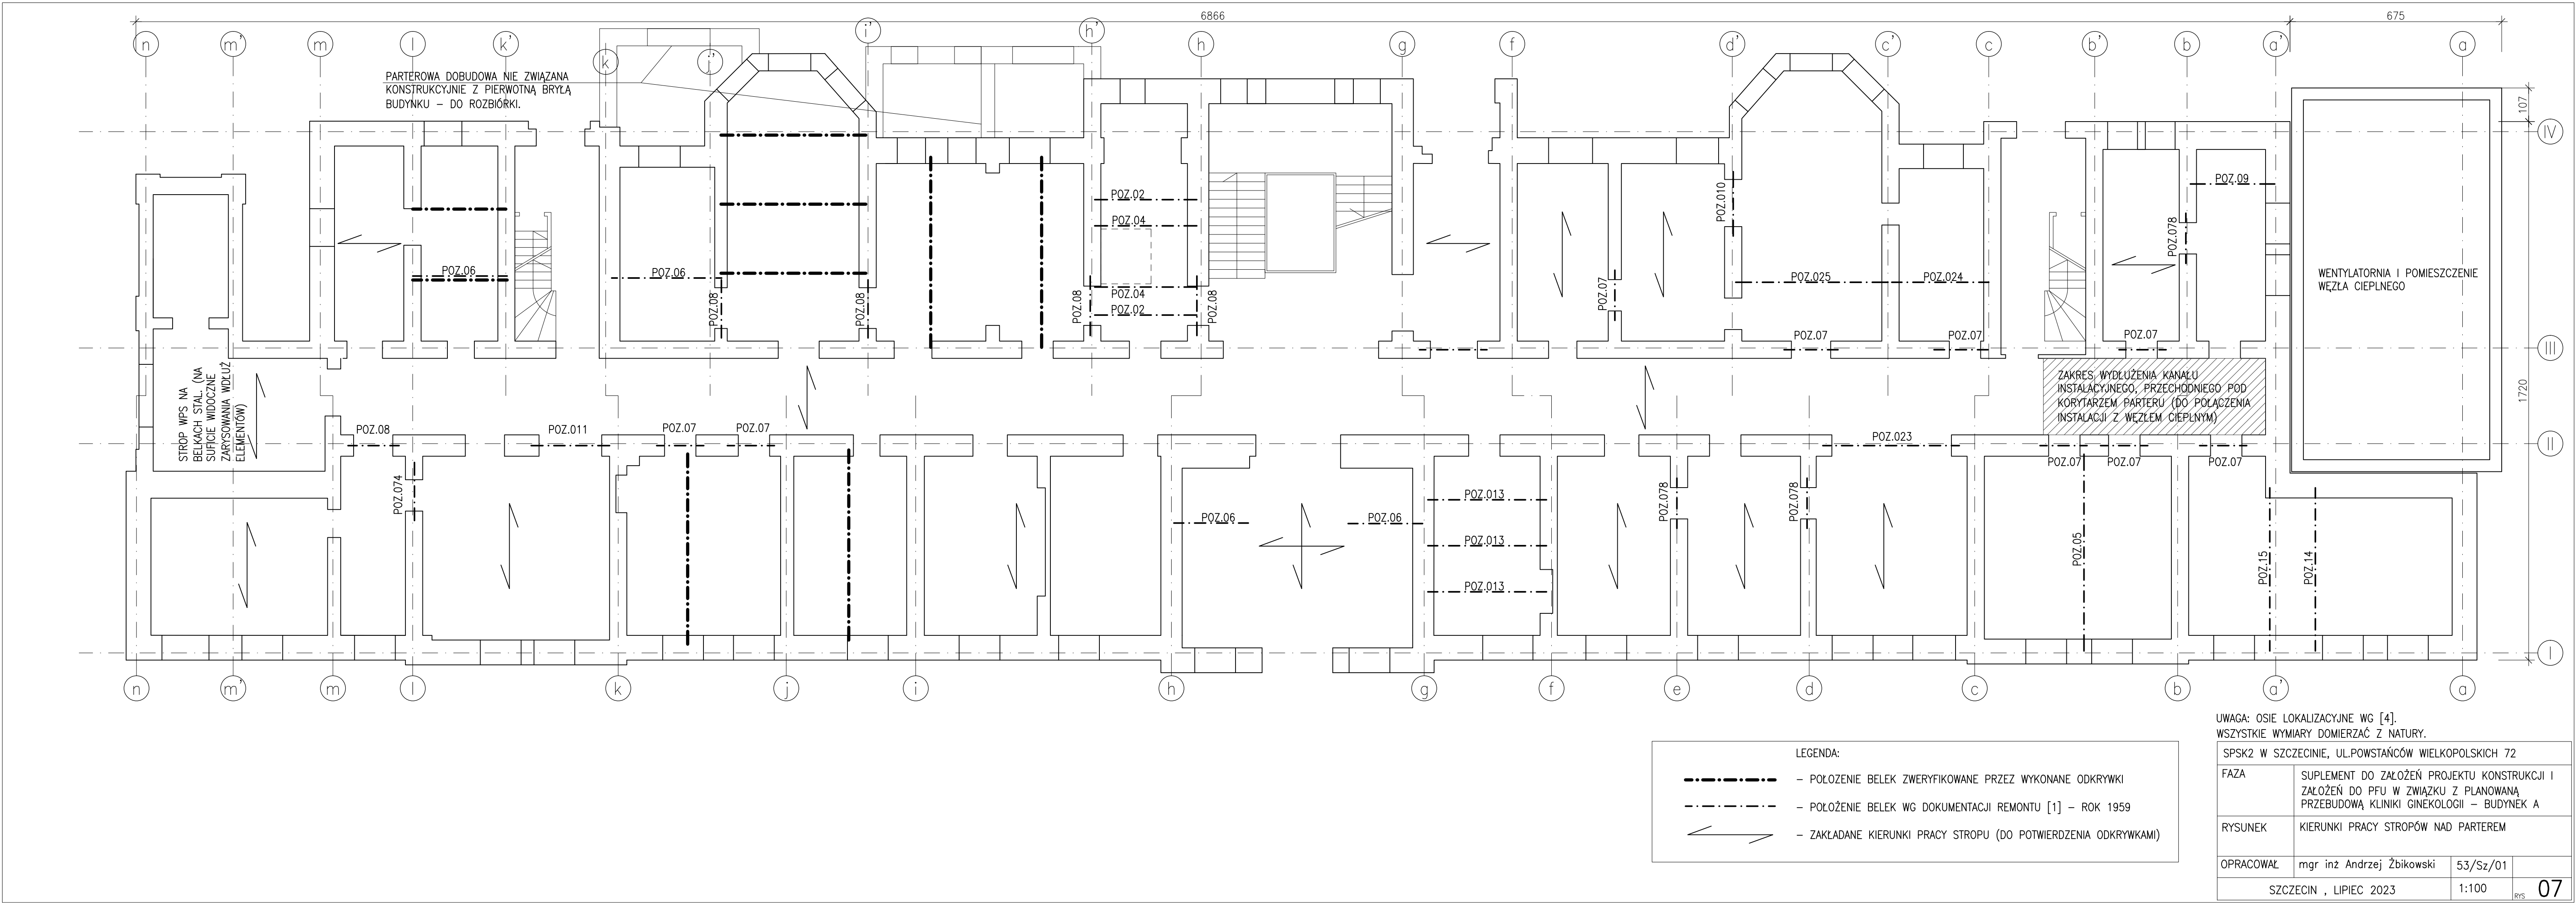 6866
675
n
m'
m
l
k'
k
j'
i'
h'
h
g
f
d'
c'
c
b'
b
a'
a
PARTEROWA DOBUDOWA NIE ZWIĄZANA
KONSTRUKCYJNIE Z PIERWOTNĄ BRYŁĄ
BUDYNKU – DO ROZBIÓRKI.
107
IV
POZ.02
POZ.04
POZ.010
POZ.09
POZ.078
POZ.06
POZ.06
POZ.08
POZ.08
POZ.08
POZ.04
POZ.02
POZ.08
POZ.07
POZ.025
POZ.024
WENTYLATORNIA I POMIESZCZENIE
WĘZŁA CIEPLNEGO
POZ.07
POZ.07
POZ.07
III
STROP WPS NA
BELKACH STAL. (NA
SUFICIE WIDOCZNE
ZARYSOWANIA WDŁUŻ
ELEMENTÓW)
ZAKRES WYDŁUŻENIA KANAŁU
INSTALACYJNEGO, PRZECHODNIEGO POD
KORYTARZEM PARTERU (DO POŁĄCZENIA
INSTALACJI Z WĘZŁEM CIEPLNYM)
1720
POZ.08
POZ.011
POZ.07
POZ.07
POZ.023
II
POZ.07
POZ.07
POZ.07
POZ.074
POZ.06
POZ.06
POZ.013
POZ.013
POZ.013
POZ.078
POZ.078
POZ.05
POZ.15
POZ.14
I
n
m'
m
l
k
j
i
h
g
f
e
d
c
b
a'
a
UWAGA: OSIE LOKALIZACYJNE WG [4].
WSZYSTKIE WYMIARY DOMIERZAĆ Z NATURY.
LEGENDA:
– POŁOZENIE BELEK ZWERYFIKOWANE PRZEZ WYKONANE ODKRYWKI
– POŁOŻENIE BELEK WG DOKUMENTACJI REMONTU [1] – ROK 1959
– ZAKŁADANE KIERUNKI PRACY STROPU (DO POTWIERDZENIA ODKRYWKAMI)
SPSK2 W SZCZECINIE, UL.POWSTAŃCÓW WIELKOPOLSKICH 72
FAZA
SUPLEMENT DO ZAŁOŻEŃ PROJEKTU KONSTRUKCJI I
ZAŁOŻEŃ DO PFU W ZWIĄZKU Z PLANOWANĄ
PRZEBUDOWĄ KLINIKI GINEKOLOGII – BUDYNEK A
RYSUNEK
KIERUNKI PRACY STROPÓW NAD PARTEREM
OPRACOWAŁ
mgr inż Andrzej Żbikowski
53/Sz/01
SZCZECIN , LIPIEC 2023
1:100
RYS 07